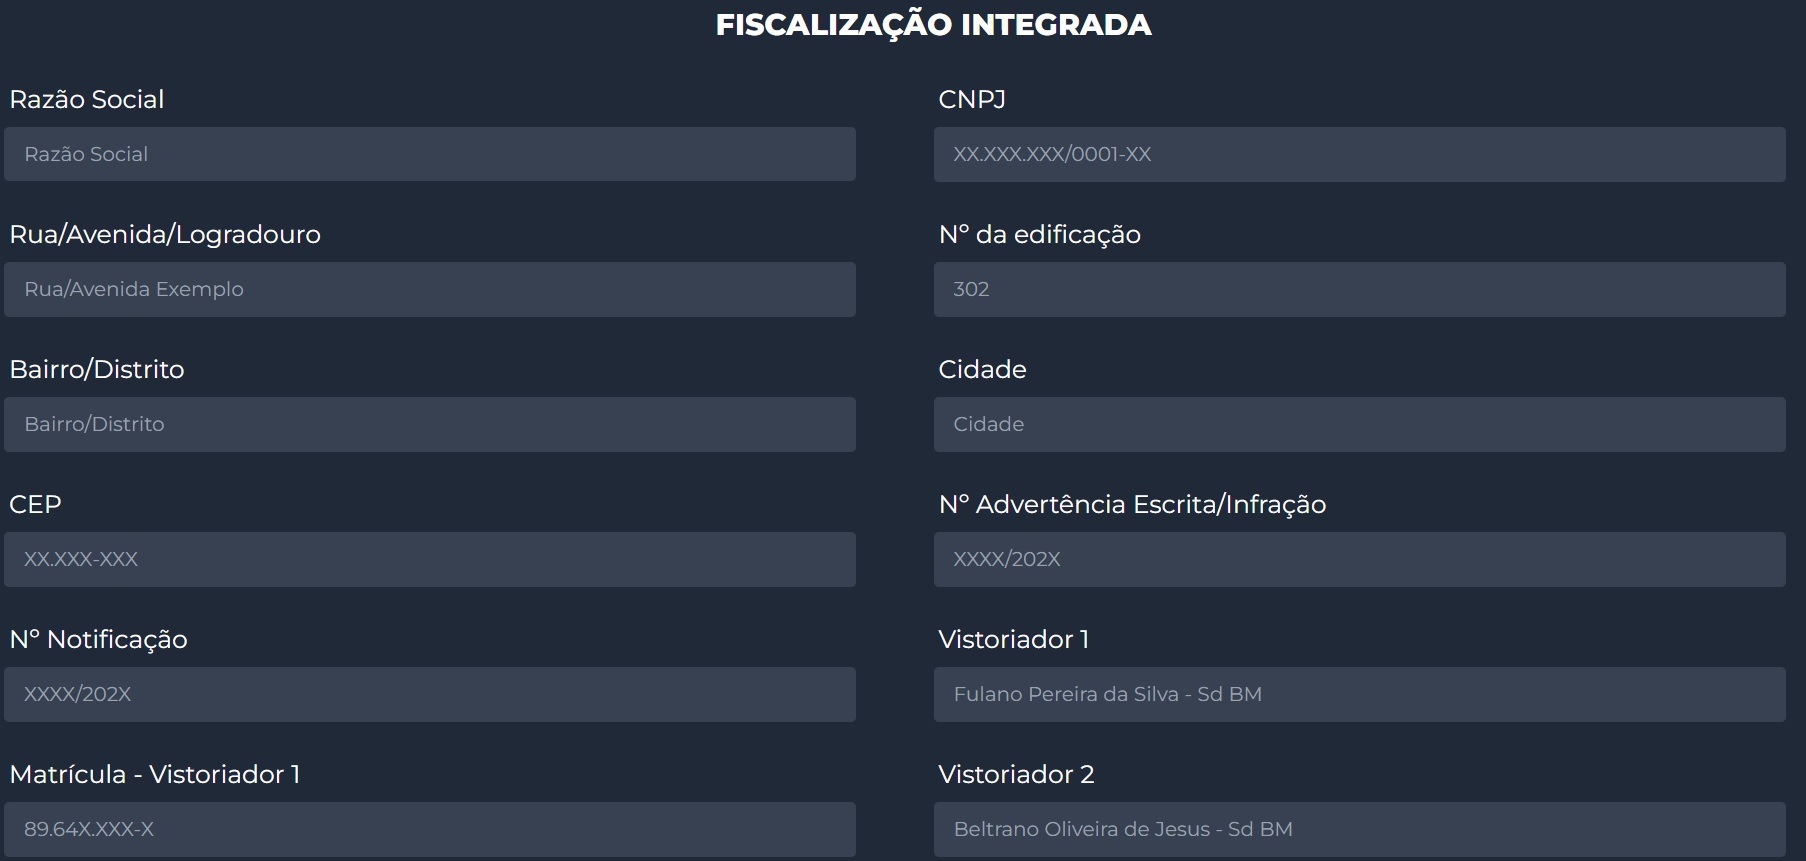 FISCALIZAÇÃO INTEGRADA
Razão Social
CNPJ
Razão Social
XX.XXX.XXX/0001-XX
Rua/Avenida/Logradouro
Nº da edificação
Rua/Avenida Exemplo
302
Bairro/Distrito
Cidade
Bairro/Distrito
Cidade
CEP
Nº Advertência Escrita/Infração
XX.XXX-XXX
XXXX/202X
Nº Notificação
Vistoriador 1
XXXX/202X
Fulano Pereira da Silva - Sd BM
Matrícula - Vistoriador 1
Vistoriador 2
89.64X.XXX-X
Beltrano Oliveira de Jesus - Sd BM